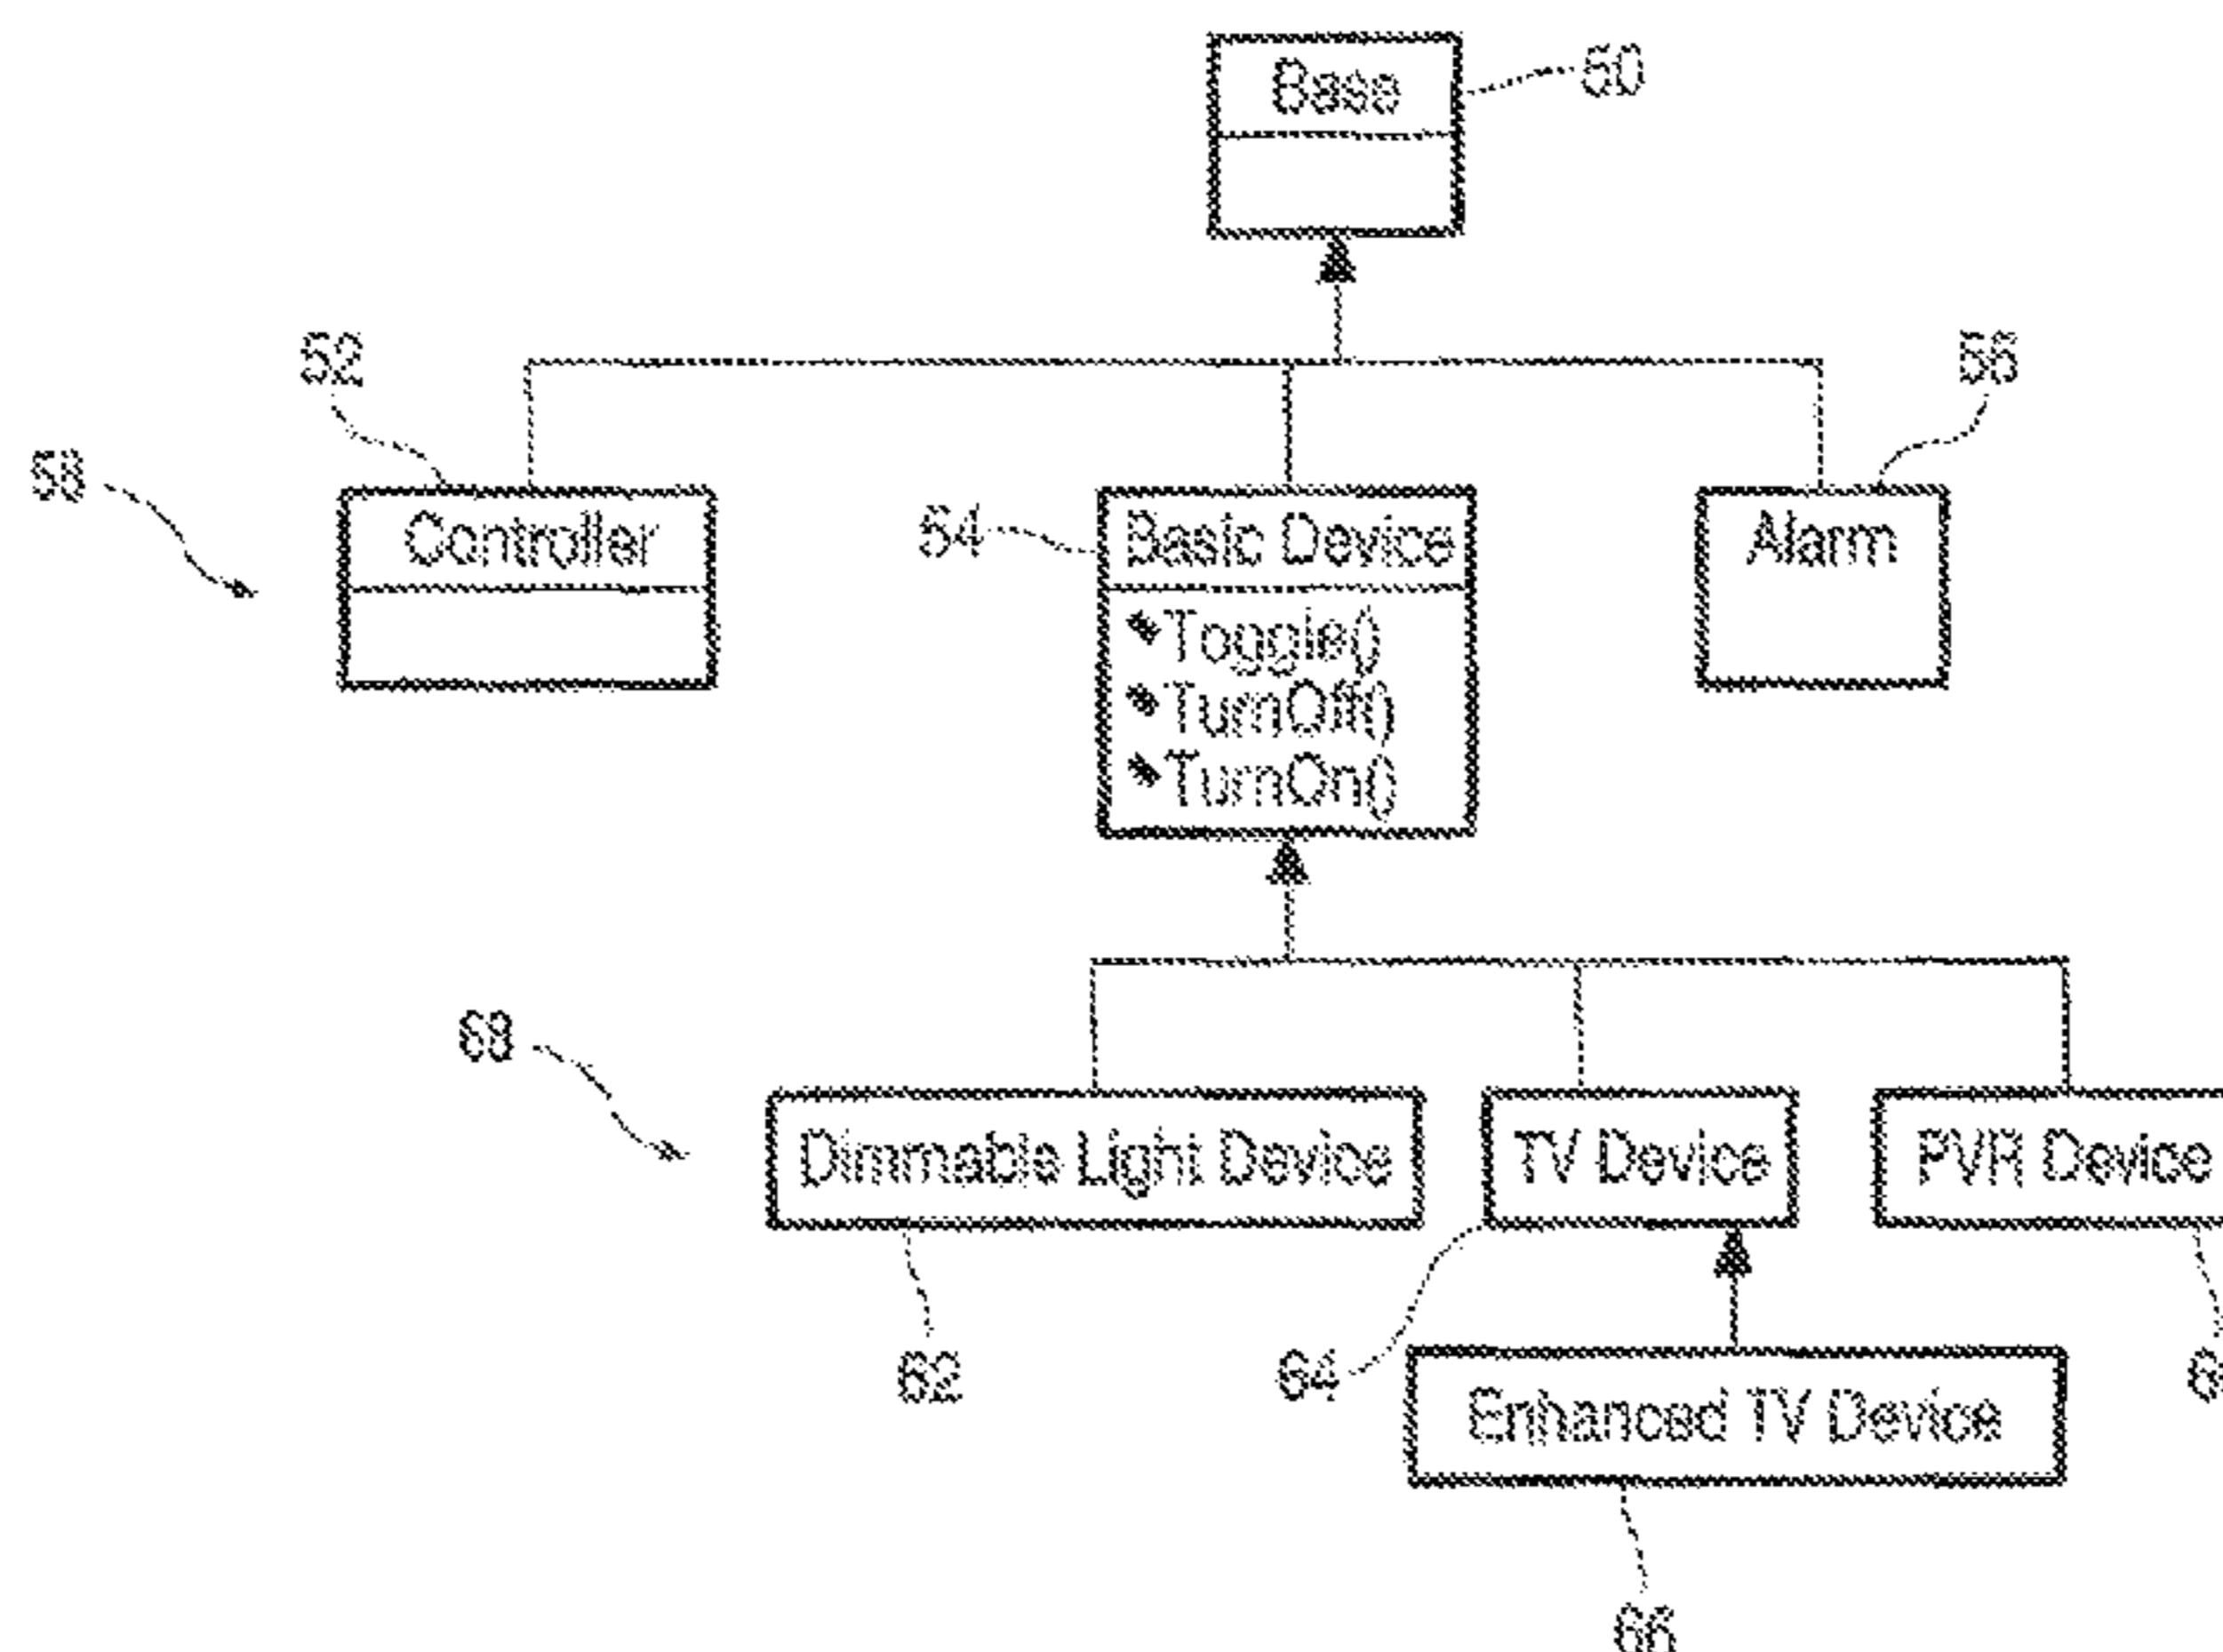 Base
50
52
56
58
Controller
54
Basic Device
Alarm
Toggle()
TurnOff()
TurnOn()
68
Dimmable Light Device
TV Device
PVR Device
62
64
Enhanced TV Device
66